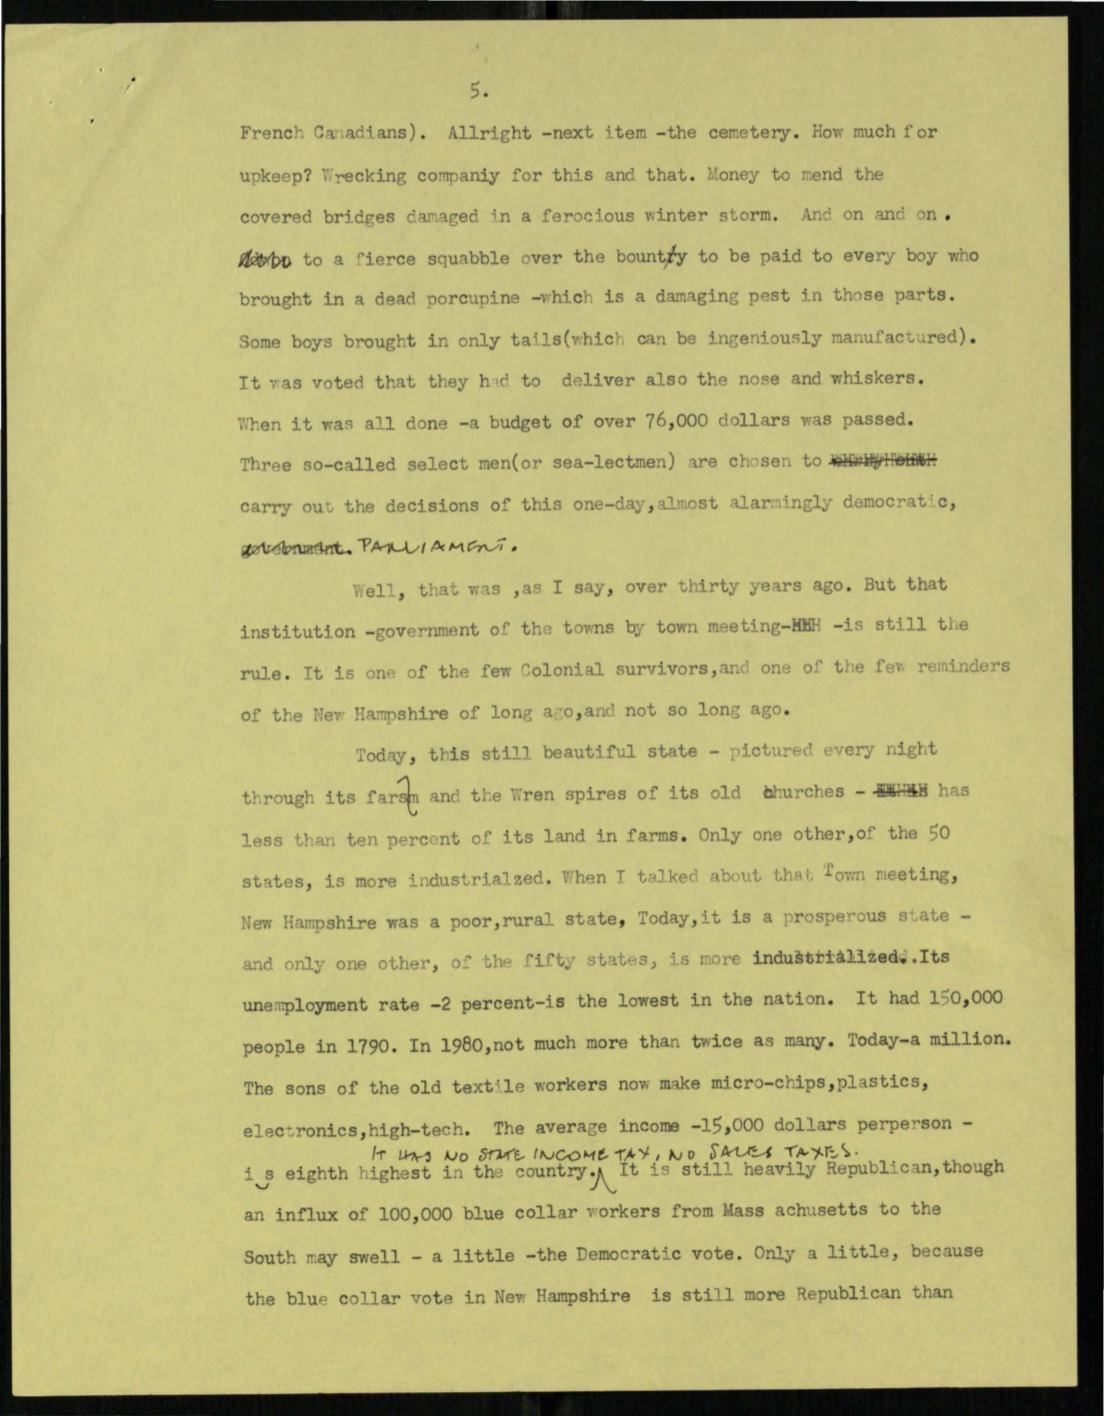 5.
French Canadians).  Allright -next item -the cemetery. How much for
upkeep? Wrecking companiy for this and that. Money to mend the
covered bridges damaged in a ferocious winter storm.  And on and on .
to a fierce squabble over the bounty to be paid to every boy who
brought in a dead porcupine -which is a damaging pest in those parts.
Some boys brought in only tails(which can be ingeniously manufactured).
It was voted that they had to  deliver also the nose and whiskers.
When it was all done -a budget of over 76,000 dollars was passed.
Three so-called select men(or sea-lectmen) are chosen to
carry out the decisions of this one-day,almost alarmingly democratic,
government. PARLIAMENT.
Well, that was ,as I say, over thirty years ago. But that
institution -government of the towns by town meeting- -is still the
rule. It is one of the few Colonial survivors,and one of the few reminders
of the New Hampshire of long ago,and not so long ago.
Today, this still beautiful state - pictured every night
through its farsm and the Wren spires of its old churches - has
less than ten percent of its land in farms. Only one other,of the 50
states, is more industrialzed. When I talked about that Town meeting,
New Hampshire was a poor,rural state, Today,it is a prosperous state -
and only one other, of the fifty states, is more industrialized..Its
unemployment rate -2 percent-is the lowest in the nation.  It had 150,000
people in 1790. In 1980,not much more than twice as many. Today-a million.
The sons of the old textile workers now make micro-chips,plastics,
electronics,high-tech.  The average income -15,000 dollars perperson -
IT HAS NO STATE INCOME TAX, NO SALES TAXES.
i s eighth highest in the country. It is still heavily Republican,though
an influx of 100,000 blue collar workers from Mass achusetts to the
South may swell - a little -the Democratic vote. Only a little, because
the blue collar vote in New Hampshire  is still more Republican than